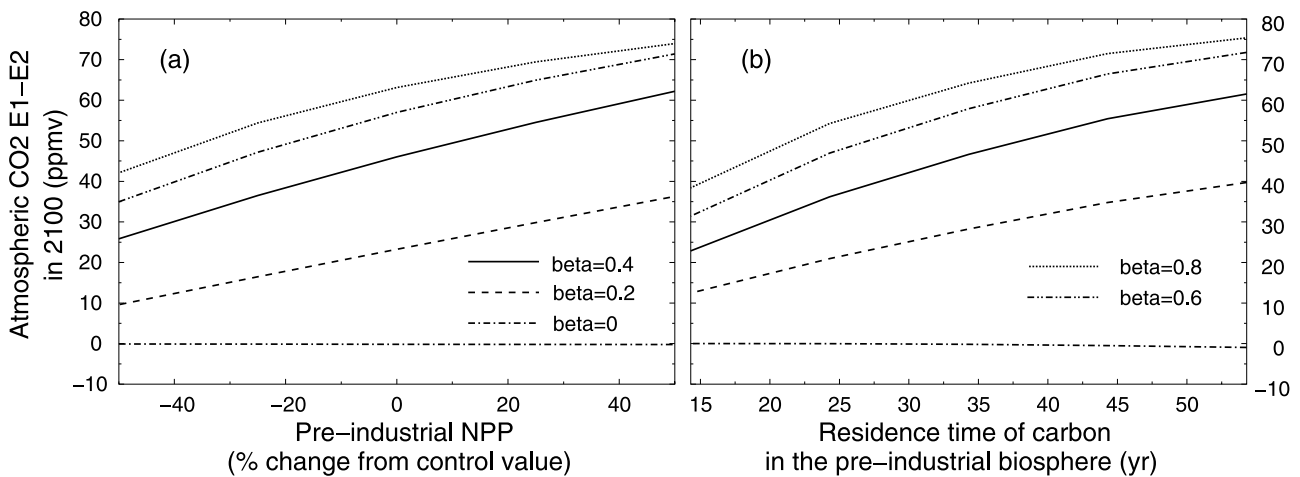 Atmospheric CO2 E1−E2
in 2100 (ppmv)
80
70
60
50
40
30
20
10
0
−10
(a)
beta=0.4
beta=0.2
beta=0
−40
−20
0
20
40
Pre−industrial NPP
(% change from control value)
(b)
beta=0.8
beta=0.6
15
20
25
30
35
40
45
50
Residence time of carbon
in the pre−industrial biosphere (yr)
80
70
60
50
40
30
20
10
0
−10